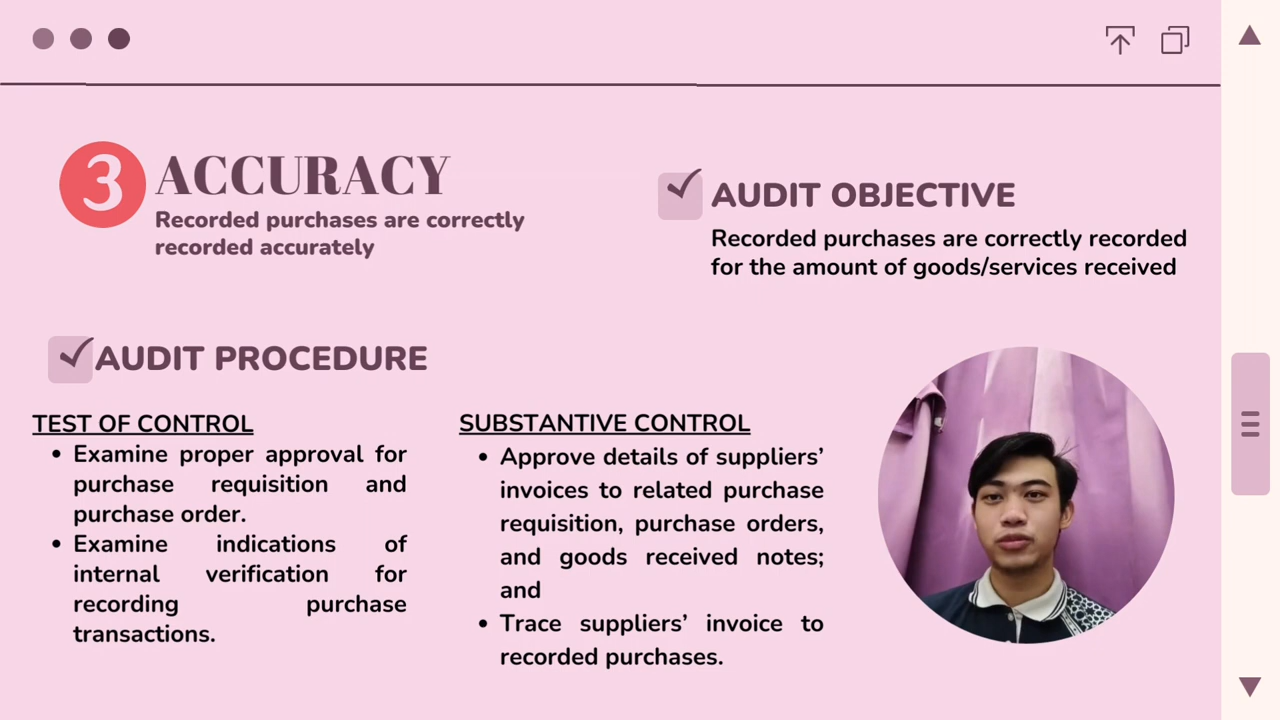 3 ACCURACY
Recorded purchases are correctly
recorded accurately
AUDIT OBJECTIVE
Recorded purchases are correctly recorded
for the amount of goods/services received
AUDIT PROCEDURE
TEST OF CONTROL
• Examine proper approval for
purchase requisition and
purchase order.
• Examine indications of
internal verification for
recording purchase
transactions.
SUBSTANTIVE CONTROL
• Approve details of suppliers’
invoices to related purchase
requisition, purchase orders,
and goods received notes;
and
• Trace suppliers’ invoice to
recorded purchases.